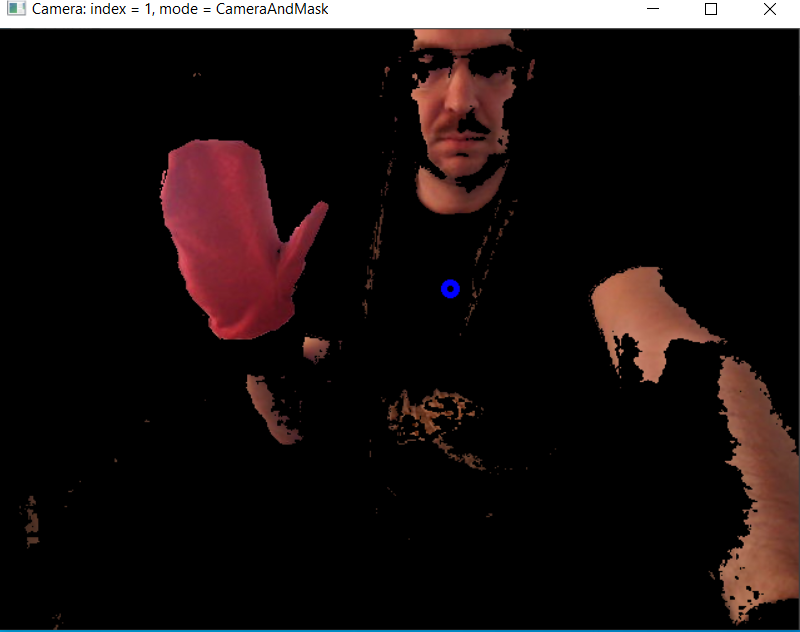 Camera: index = 1, mode = CameraAndMask